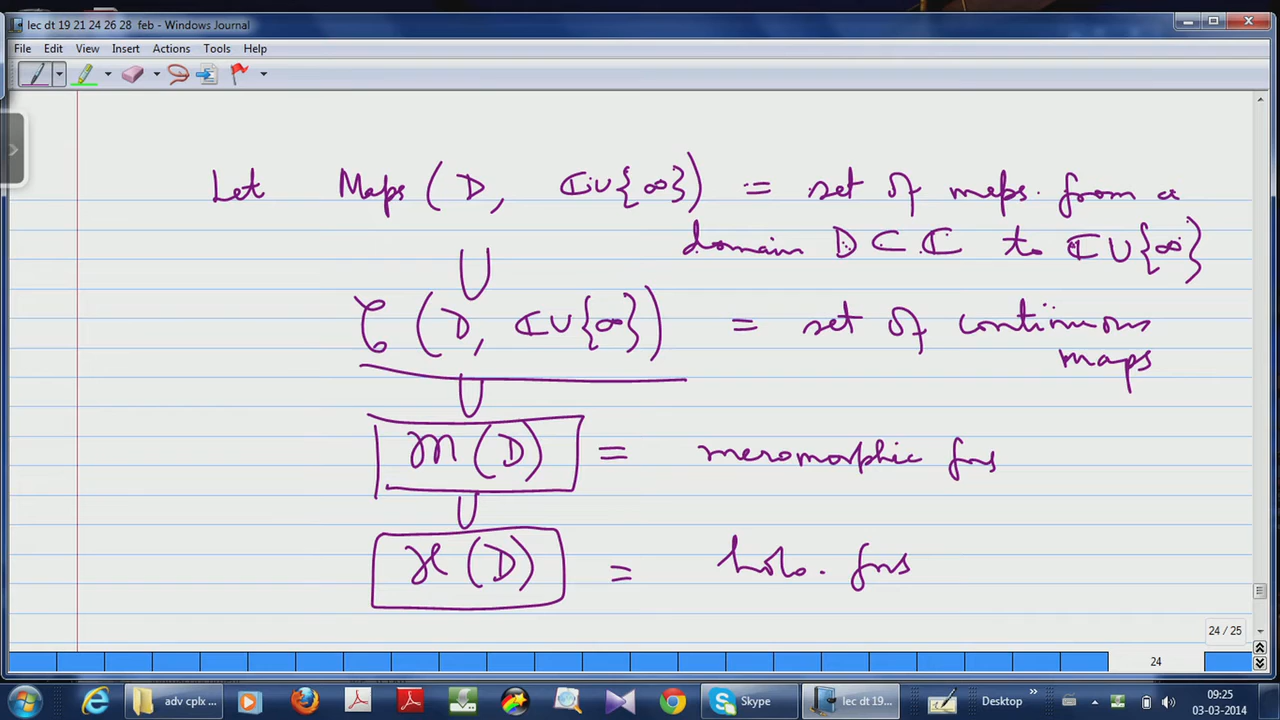 lec dt 19 21 24 26 28 feb - Windows Journal
File Edit View Insert Actions Tools Help
Let Maps (D, ℂ∪{∞}) = set of maps from a
domain D ⊂ ℂ to ℂ∪{∞}
∪
𝒞 (D, ℂ∪{∞}) = set of continuous
maps
∪
𝓜 (D) = meromorphic fns
∪
ℋ (D) = holo. fns
24 / 25
24
adv cplx ... Skype lec dt 19... Desktop » 09:25
03-03-2014